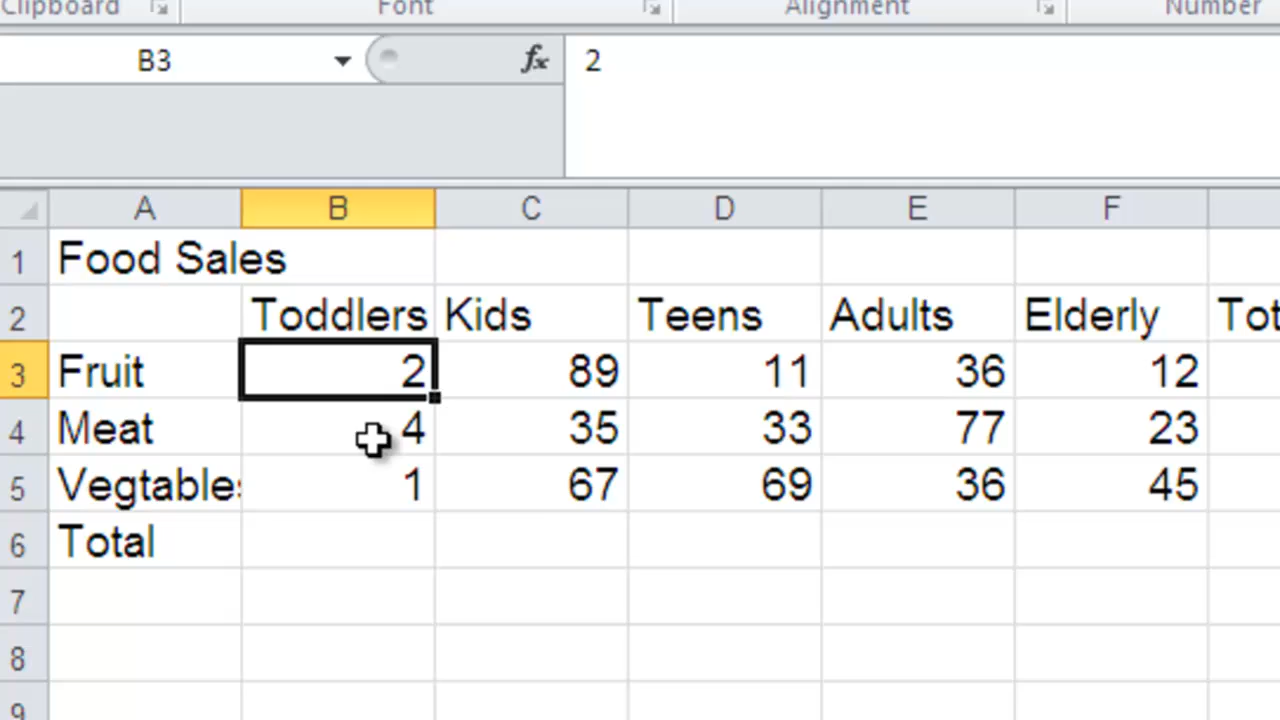 Clipboard Font Alignment Number
B3 fx 2
A B C D E F
1 Food Sales
2 Toddlers Kids Teens Adults Elderly Tot
3 Fruit 2 89 11 36 12
4 Meat 4 35 33 77 23
5 Vegtables 1 67 69 36 45
6 Total
7
8
9